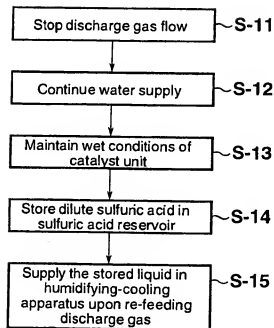 Stop discharge gas flow
S-11
Continue water supply
S-12
Maintain wet conditions of
catalyst unit
S-13
Store dilute sulfuric acid in
sulfuric acid reservoir
S-14
Supply the stored liquid in
humidifying-cooling
apparatus upon re-feeding
discharge gas
S-15